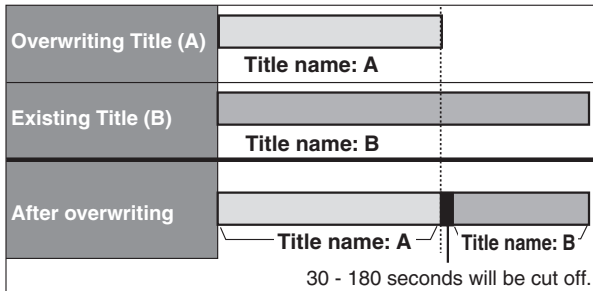 Overwriting Title (A)
Title name: A
Existing Title (B)
Title name: B
After overwriting
Title name: A
Title name: B
30 - 180 seconds will be cut off.